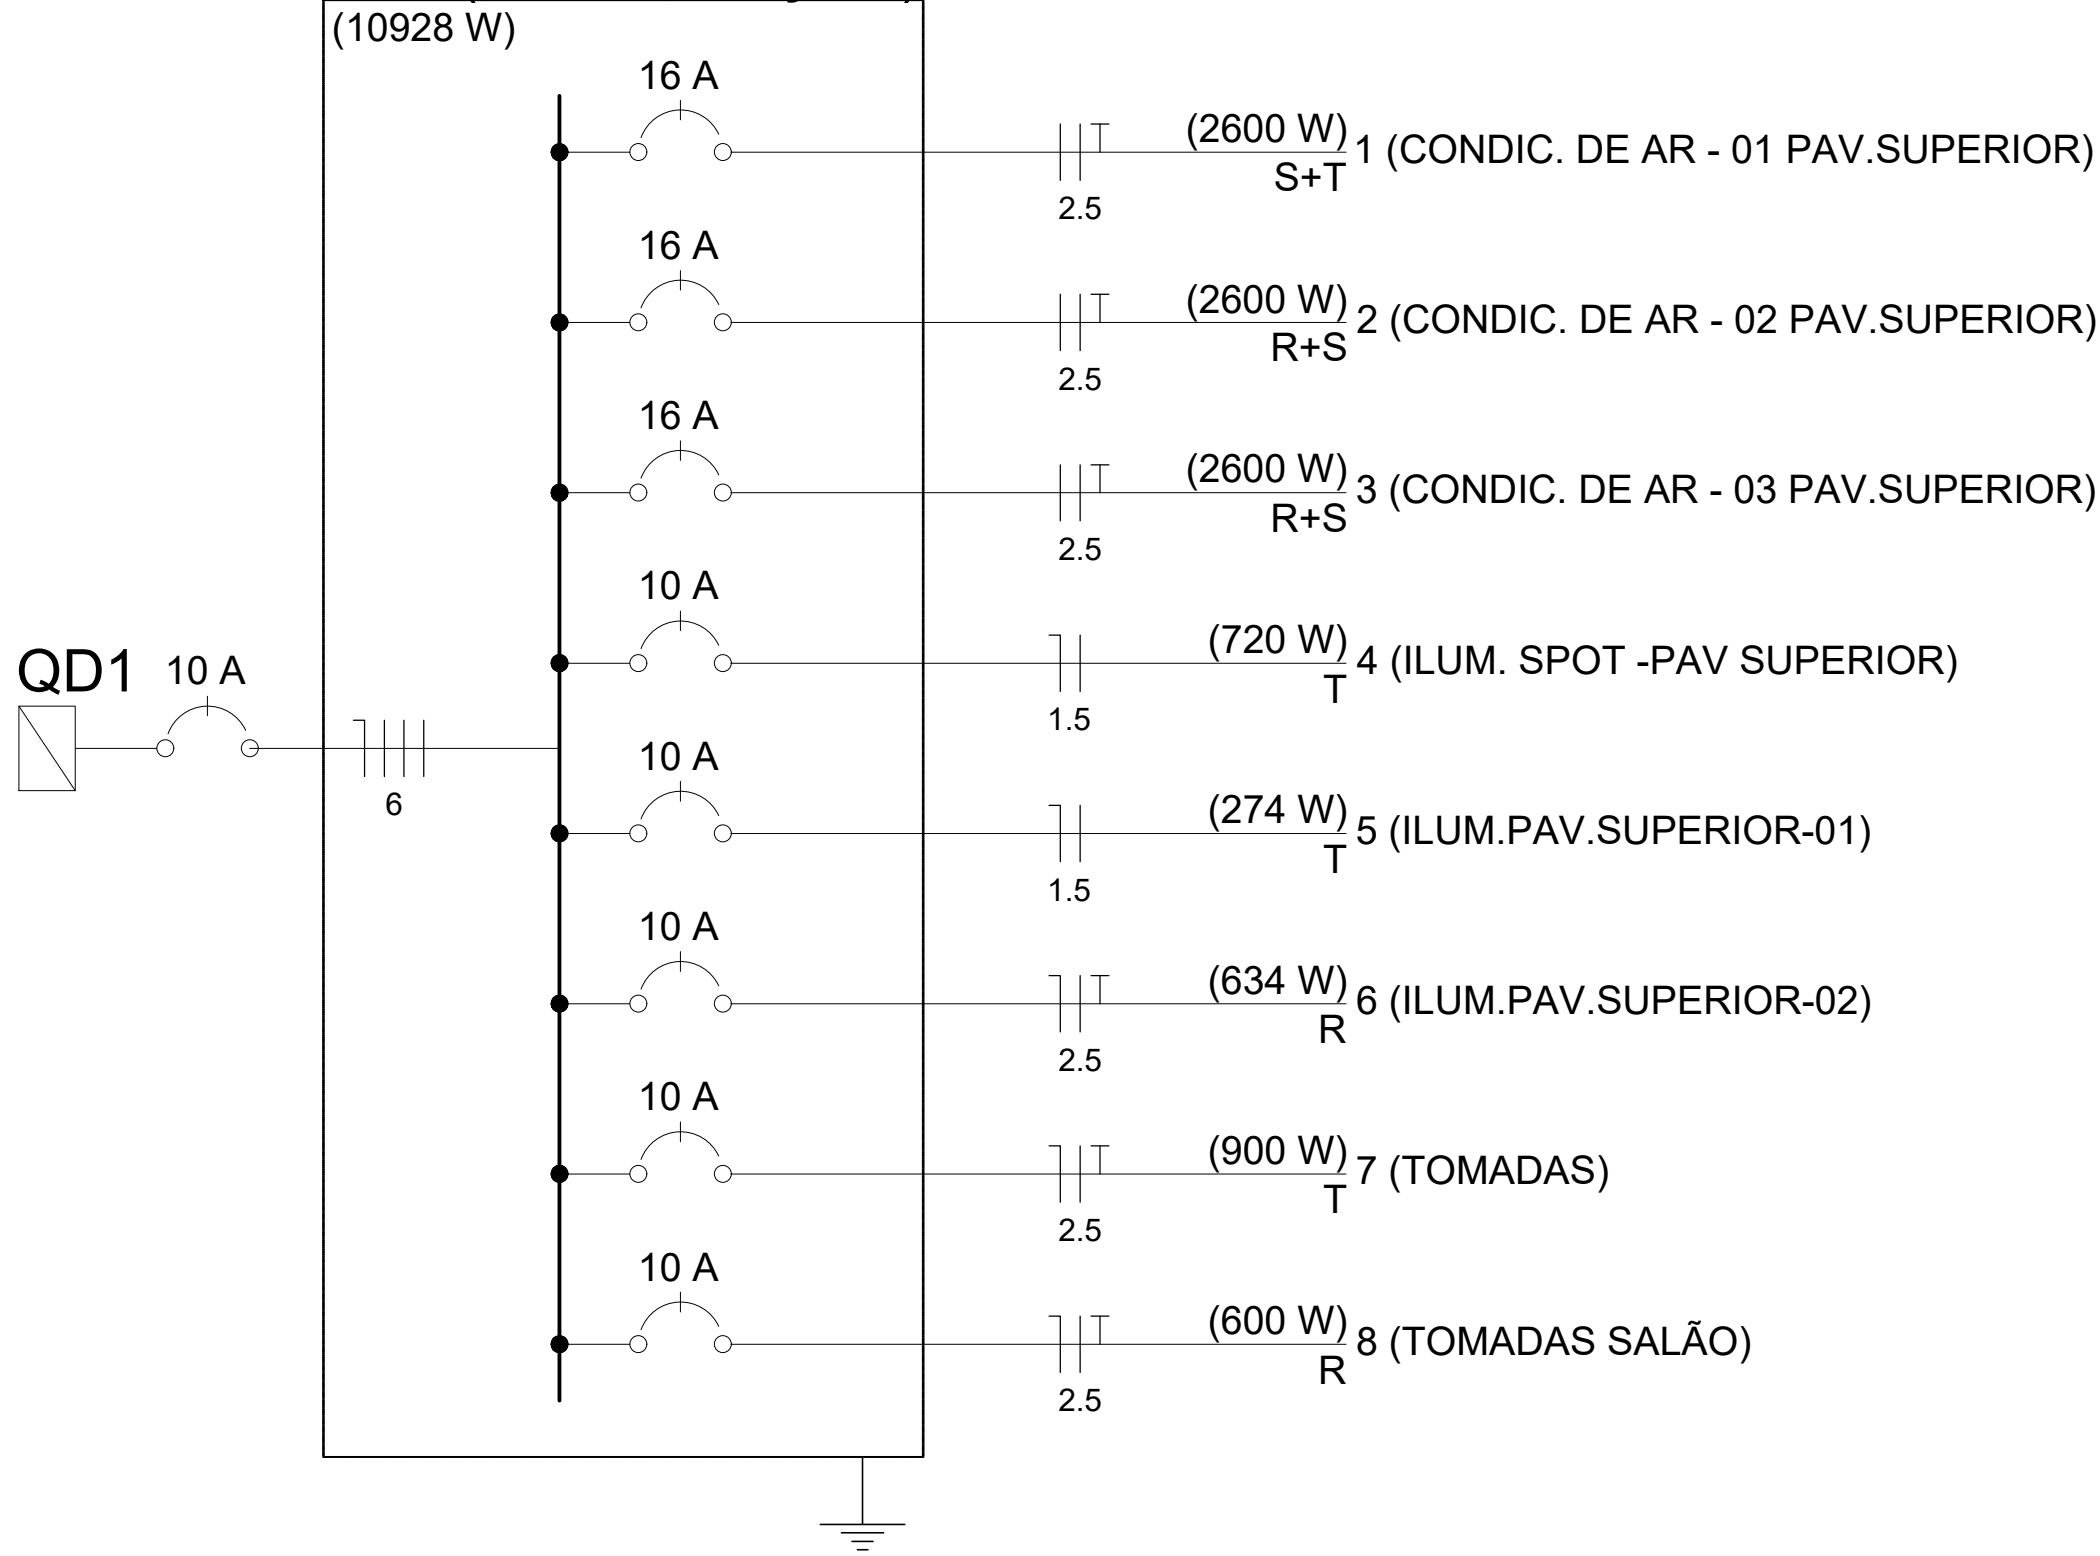 (10928 W)
16 A
(2600 W)
1 (CONDIC. DE AR - 01 PAV.SUPERIOR)
S+T
2.5
16 A
(2600 W)
2 (CONDIC. DE AR - 02 PAV.SUPERIOR)
R+S
2.5
16 A
(2600 W)
3 (CONDIC. DE AR - 03 PAV.SUPERIOR)
R+S
2.5
10 A
(720 W)
4 (ILUM. SPOT -PAV SUPERIOR)
T
1.5
QD1
10 A
6
10 A
(274 W)
5 (ILUM.PAV.SUPERIOR-01)
T
1.5
10 A
(634 W)
6 (ILUM.PAV.SUPERIOR-02)
R
2.5
10 A
(900 W)
7 (TOMADAS)
T
2.5
10 A
(600 W)
8 (TOMADAS SALÃO)
R
2.5